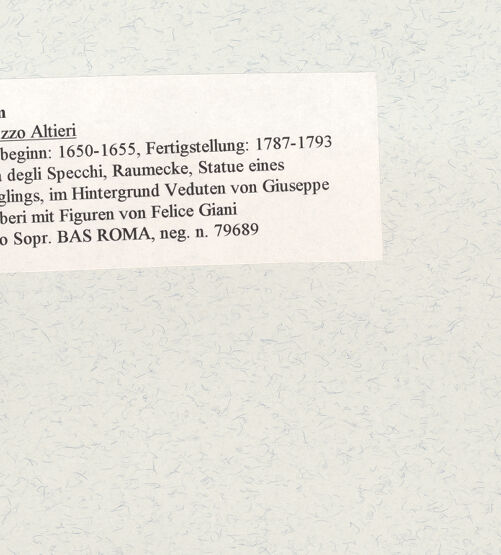 n
zzo Altieri
beginn: 1650-1655, Fertigstellung: 1787-1793
degli Specchi, Raumecke, Statue eines
glings, im Hintergrund Veduten von Giuseppe
beri mit Figuren von Felice Giani
o Sopr. BAS ROMA, neg. n. 79689